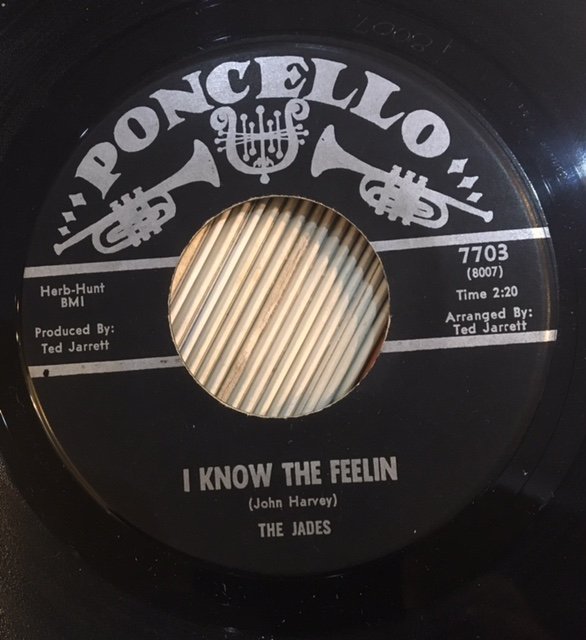 PONCELLO
Herb-Hunt
BMI
Produced By:
Ted Jarrett
7703
(8007)
Time 2:20
Arranged By:
Ted Jarrett
I KNOW THE FEELIN
(John Harvey)
THE JADES